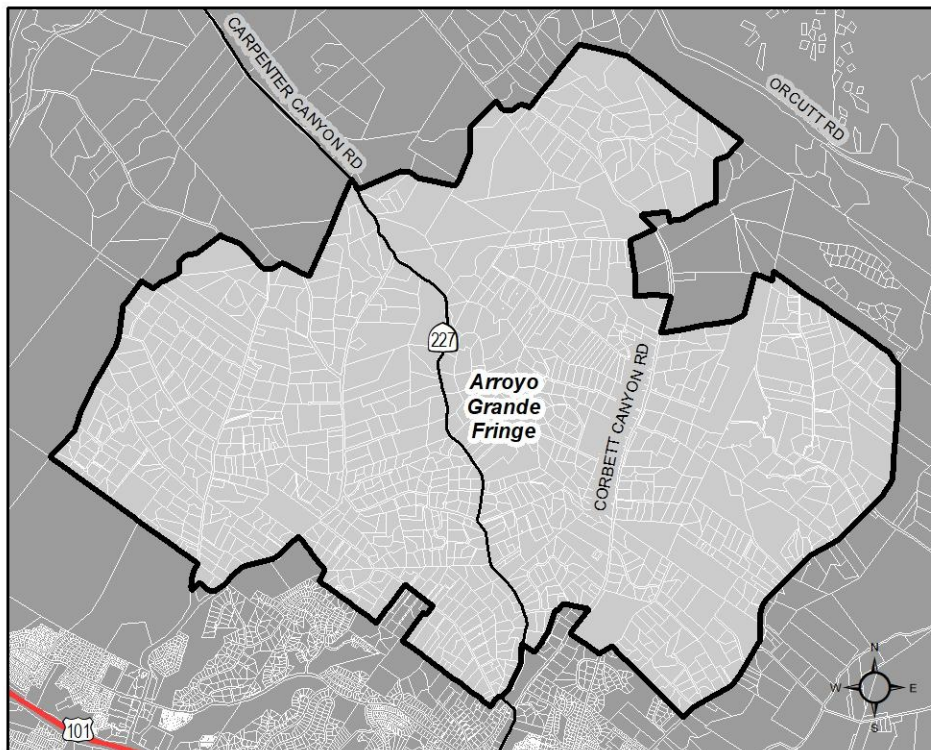 CARPENTER CANYON RD
ORCUTT RD
227
Arroyo
Grande
Fringe
CORBETT CANYON RD
N
W E
S
101